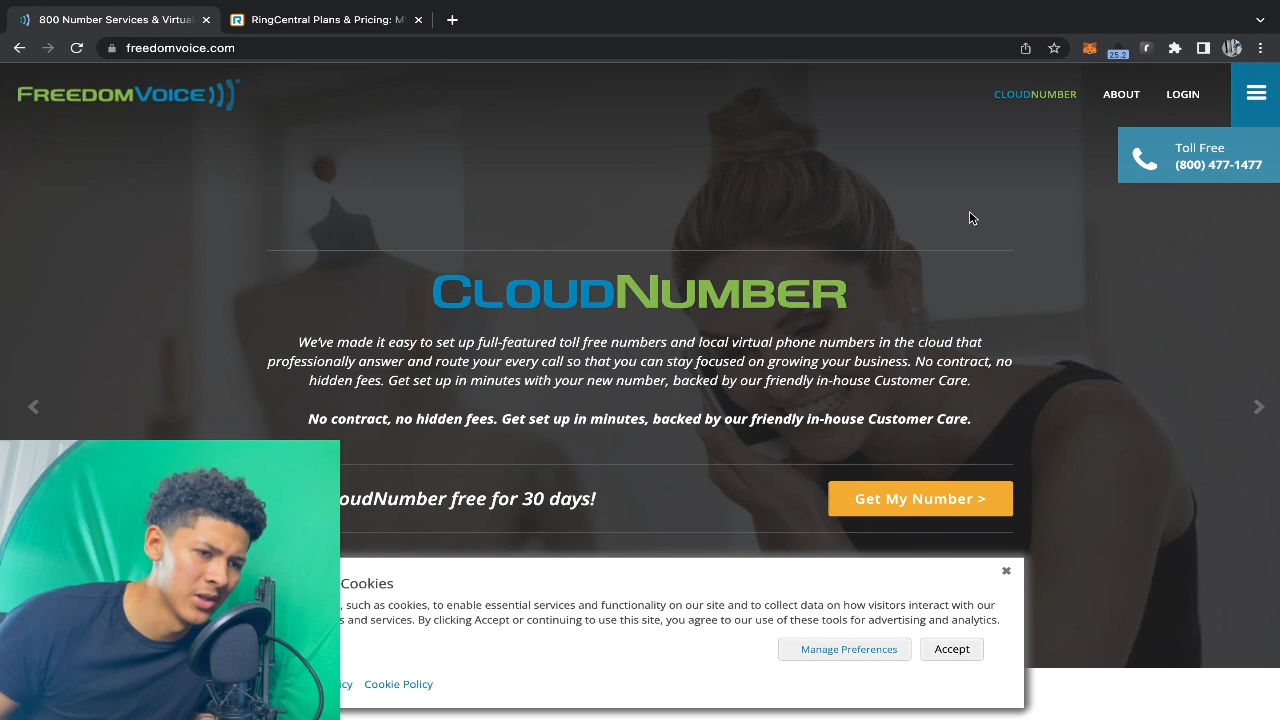 800 Number Services & Virtual
RingCentral Plans & Pricing: M
freedomvoice.com
25.2
FREEDOMVOICE
CLOUDNUMBER
ABOUT
LOGIN
Toll Free
(800) 477-1477
CLOUDNUMBER
We've made it easy to set up full-featured toll free numbers and local virtual phone numbers in the cloud that
professionally answer and route your every call so that you can stay focused on growing your business. No contract, no
hidden fees. Get set up in minutes with your new number, backed by our friendly in-house Customer Care.
No contract, no hidden fees. Get set up in minutes, backed by our friendly in-house Customer Care.
oudNumber free for 30 days!
Get My Number >
Cookies
, such as cookies, to enable essential services and functionality on our site and to collect data on how visitors interact with our
s and services. By clicking Accept or continuing to use this site, you agree to our use of these tools for advertising and analytics.
Manage Preferences
Accept
icy
Cookie Policy